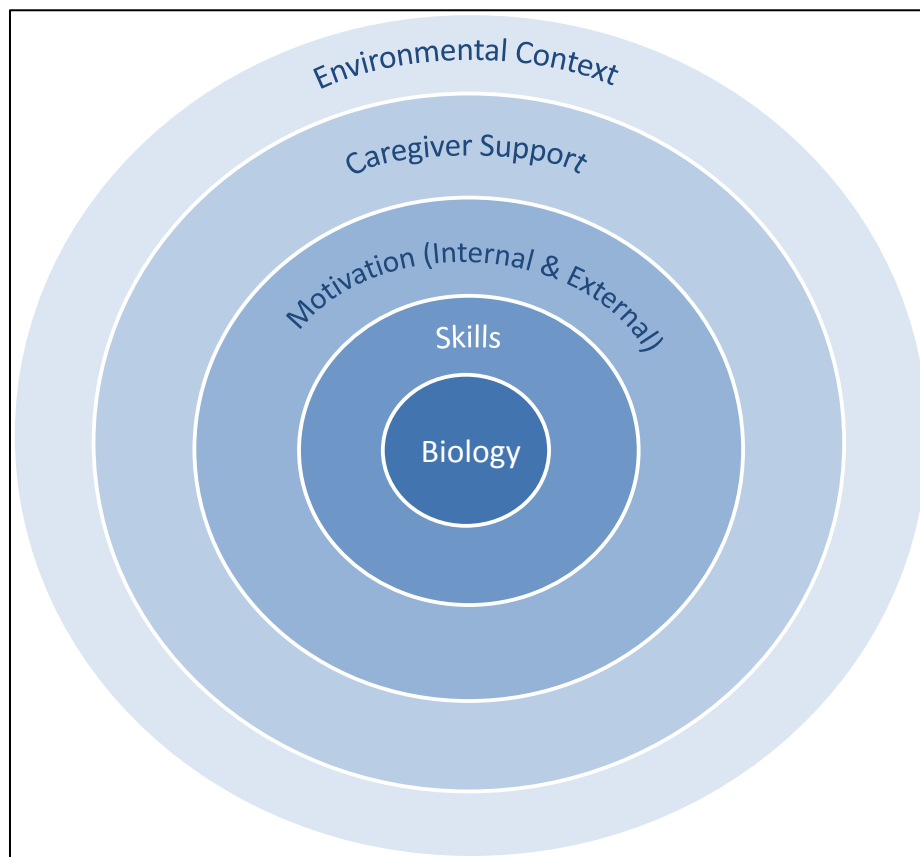 Environmental Context
Caregiver Support
Motivation (Internal & External)
Skills
Biology